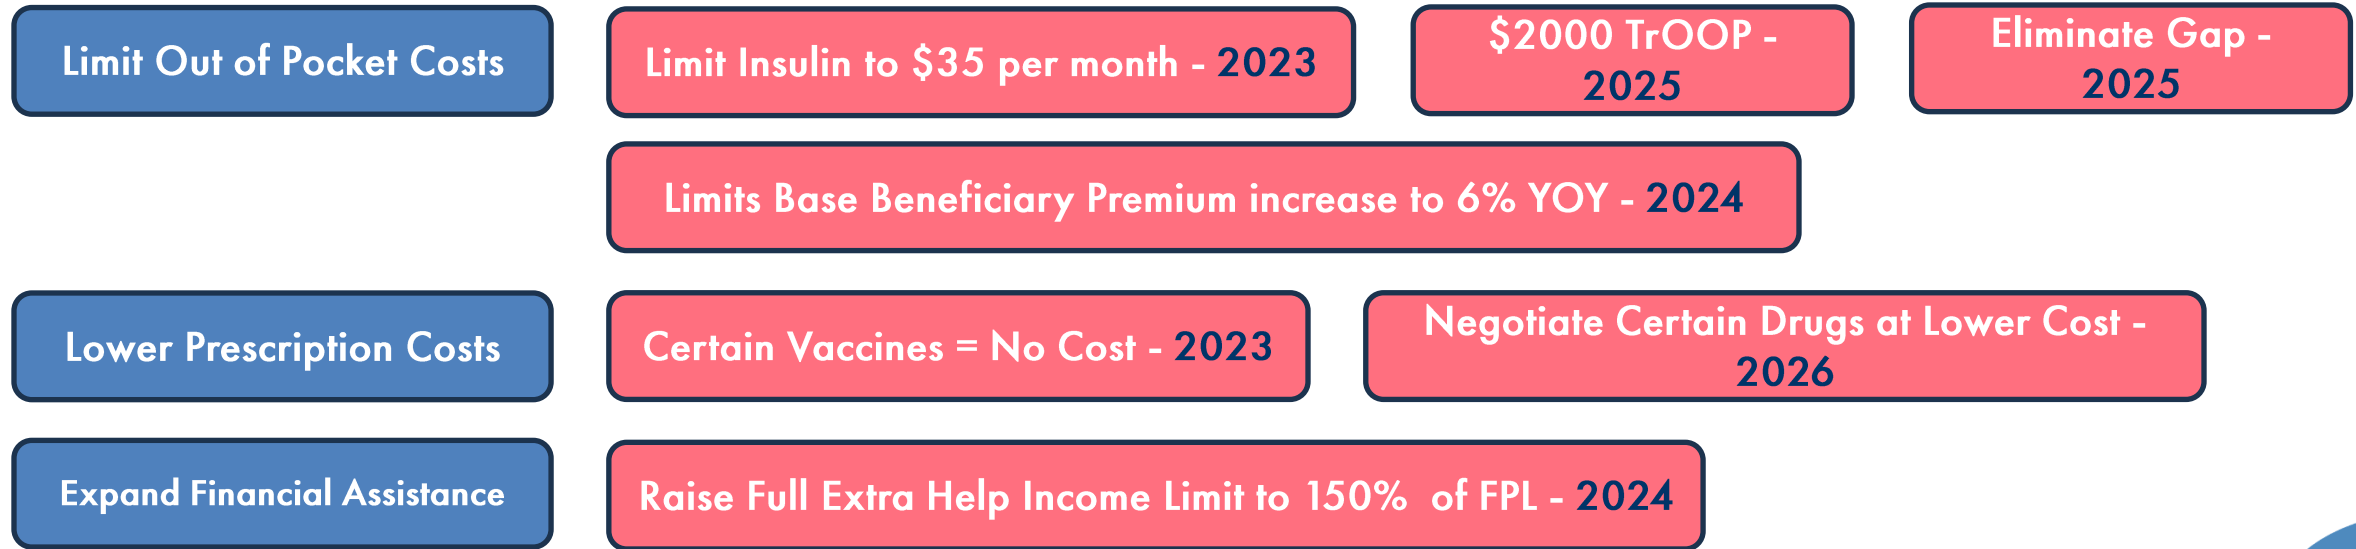 Limit Out of Pocket Costs
Limit Insulin to $35 per month - 2023
$2000 TrOOP -
2025
Eliminate Gap -
2025
Limits Base Beneficiary Premium increase to 6% YOY - 2024
Lower Prescription Costs
Certain Vaccines = No Cost - 2023
Negotiate Certain Drugs at Lower Cost -
2026
Expand Financial Assistance
Raise Full Extra Help Income Limit to 150%  of FPL - 2024